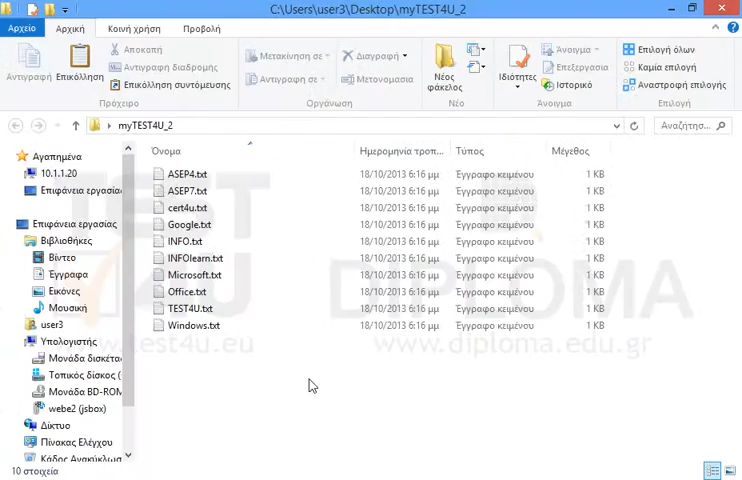 C:\Users\user3\Desktop\myTEST4U_2
Αρχείο Αρχική Κοινή χρήση Προβολή
Αντιγραφή
Επικόλληση
Αποκοπή
Αντιγραφή διαδρομής
Επικόλληση συντόμευσης
Πρόχειρο
Μετακίνηση σε
Αντιγραφή σε
Διαγραφή
Μετονομασία
Οργάνωση
Νέος φάκελος
Νέο
Ιδιότητες
Άνοιγμα
Επεξεργασία
Ιστορικό
Άνοιγμα
Επιλογή όλων
Καμία επιλογή
Αναστροφή επιλογής
Επιλογή
myTEST4U_2
Αναζήτησ...
Αγαπημένα
10.1.1.20
Επιφάνεια εργασία
Επιφάνεια εργασίας
Βιβλιοθήκες
Βίντεο
Έγγραφα
Εικόνες
Μουσική
user3
Υπολογιστής
Μονάδα δισκέτα
Τοπικός δίσκος (
Μονάδα BD-ROM
webe2 (jsbox)
Δίκτυο
Πίνακας Ελέγχου
Κάδος Ανακύκλωσ
Όνομα Ημερομηνία τροπ... Τύπος Μέγεθος
ASEP4.txt 18/10/2013 6:16 μμ Έγγραφο κειμένου 1 KB
ASEP7.txt 18/10/2013 6:16 μμ Έγγραφο κειμένου 1 KB
cert4u.txt 18/10/2013 6:16 μμ Έγγραφο κειμένου 1 KB
Google.txt 18/10/2013 6:16 μμ Έγγραφο κειμένου 1 KB
INFO.txt 18/10/2013 6:16 μμ Έγγραφο κειμένου 1 KB
INFOlearn.txt 18/10/2013 6:16 μμ Έγγραφο κειμένου 1 KB
Microsoft.txt 18/10/2013 6:16 μμ Έγγραφο κειμένου 1 KB
Office.txt 18/10/2013 6:16 μμ Έγγραφο κειμένου 1 KB
TEST4U.txt 18/10/2013 6:16 μμ Έγγραφο κειμένου 1 KB
Windows.txt 18/10/2013 6:16 μμ Έγγραφο κειμένου 1 KB
TEST
4U
DIPLOMA
www.test4u.eu
www.diploma.edu.gr
10 στοιχεία